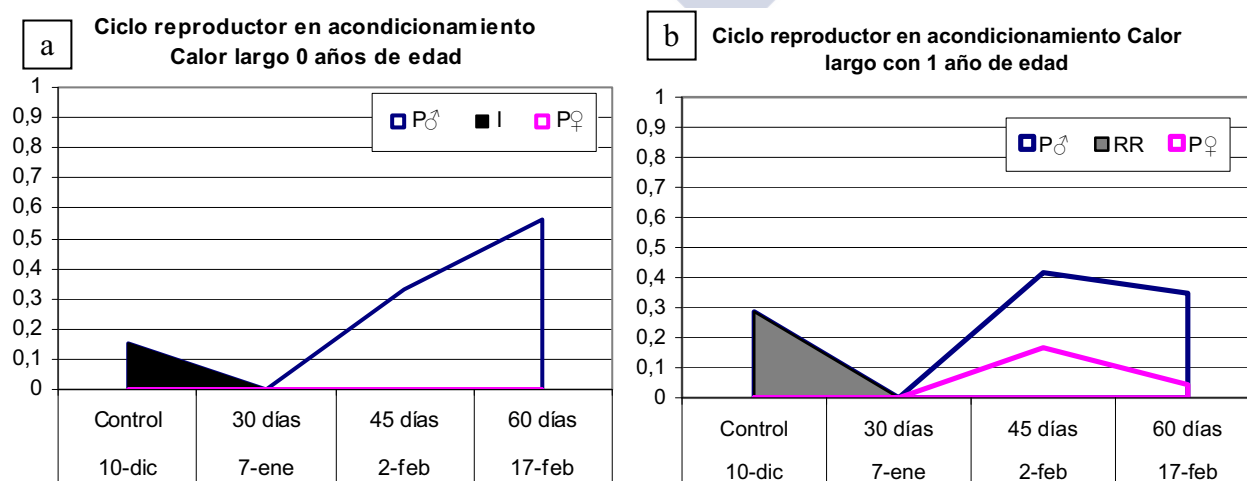 a
Ciclo reproductor en acondicionamiento
Calor largo 0 años de edad
P♂ I P♀
1
0,9
0,8
0,7
0,6
0,5
0,4
0,3
0,2
0,1
0
Control 30 días 45 días 60 días
10-dic 7-ene 2-feb 17-feb
b
Ciclo reproductor en acondicionamiento Calor
largo con 1 año de edad
P♂ RR P♀
1
0,9
0,8
0,7
0,6
0,5
0,4
0,3
0,2
0,1
0
Control 30 días 45 días 60 días
10-dic 7-ene 2-feb 17-feb